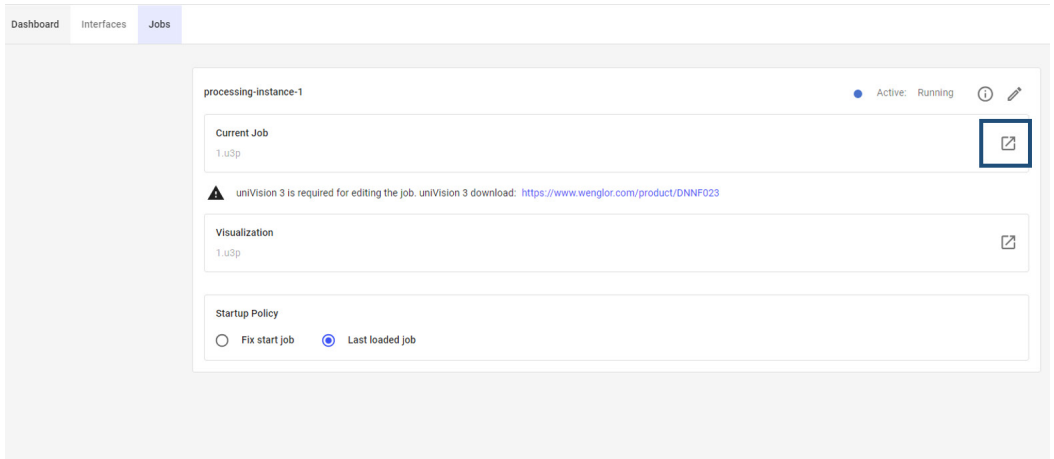 Dashboard Interfaces Jobs
processing-instance-1 Active: Running
Current Job
1.u3p
uniVision 3 is required for editing the job. uniVision 3 download: https://www.wenglor.com/product/DNNF023
Visualization
1.u3p
Startup Policy
Fix start job Last loaded job